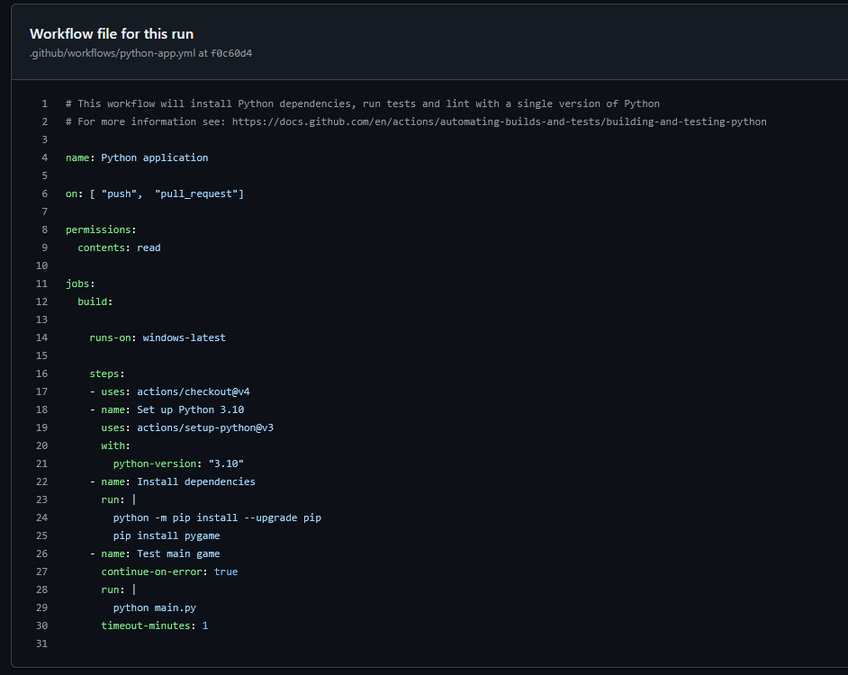 Workflow file for this run
.github/workflows/python-app.yml at f0c60d4
1 # This workflow will install Python dependencies, run tests and lint with a single version of Python
2 # For more information see: https://docs.github.com/en/actions/automating-builds-and-tests/building-and-testing-python
3
4 name: Python application
5
6 on: [ "push",  "pull_request"]
7
8 permissions:
9   contents: read
10
11 jobs:
12   build:
13
14     runs-on: windows-latest
15
16     steps:
17     - uses: actions/checkout@v4
18     - name: Set up Python 3.10
19       uses: actions/setup-python@v3
20       with:
21         python-version: "3.10"
22     - name: Install dependencies
23       run: |
24         python -m pip install --upgrade pip
25         pip install pygame
26     - name: Test main game
27       continue-on-error: true
28       run: |
29         python main.py
30       timeout-minutes: 1
31